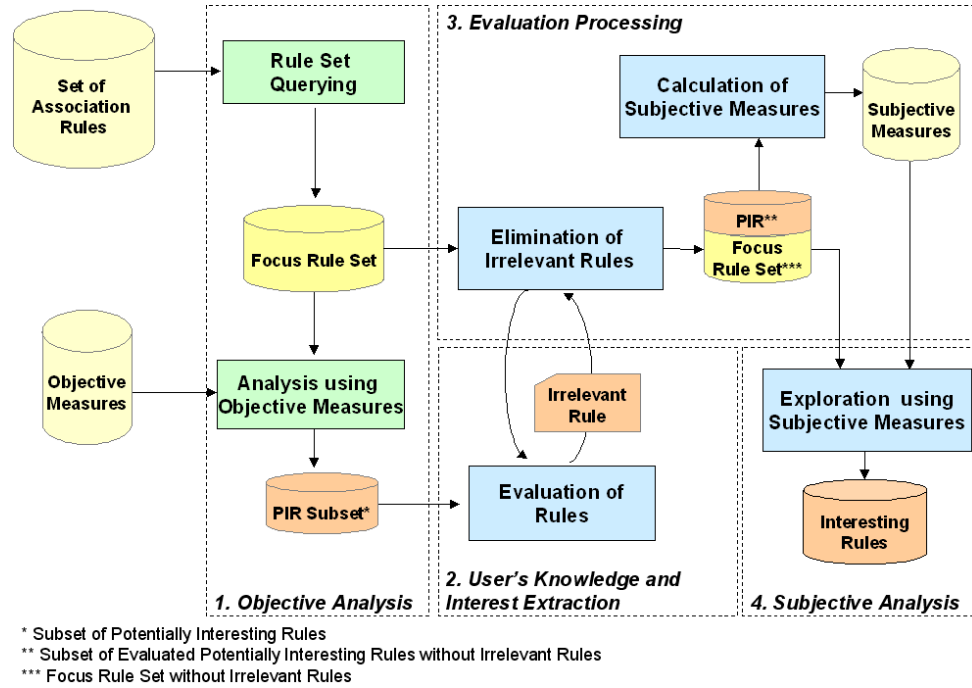 Set of
Association
Rules
Rule Set
Querying
Focus Rule Set
Objective
Measures
Analysis using
Objective Measures
PIR Subset*
1. Objective Analysis
3. Evaluation Processing
Calculation of
Subjective Measures
Subjective
Measures
Elimination of
Irrelevant Rules
PIR**
Focus
Rule Set***
Irrelevant
Rule
Evaluation of
Rules
2. User's Knowledge and
Interest Extraction
Exploration using
Subjective Measures
Interesting
Rules
4. Subjective Analysis
* Subset of Potentially Interesting Rules
** Subset of Evaluated Potentially Interesting Rules without Irrelevant Rules
*** Focus Rule Set without Irrelevant Rules